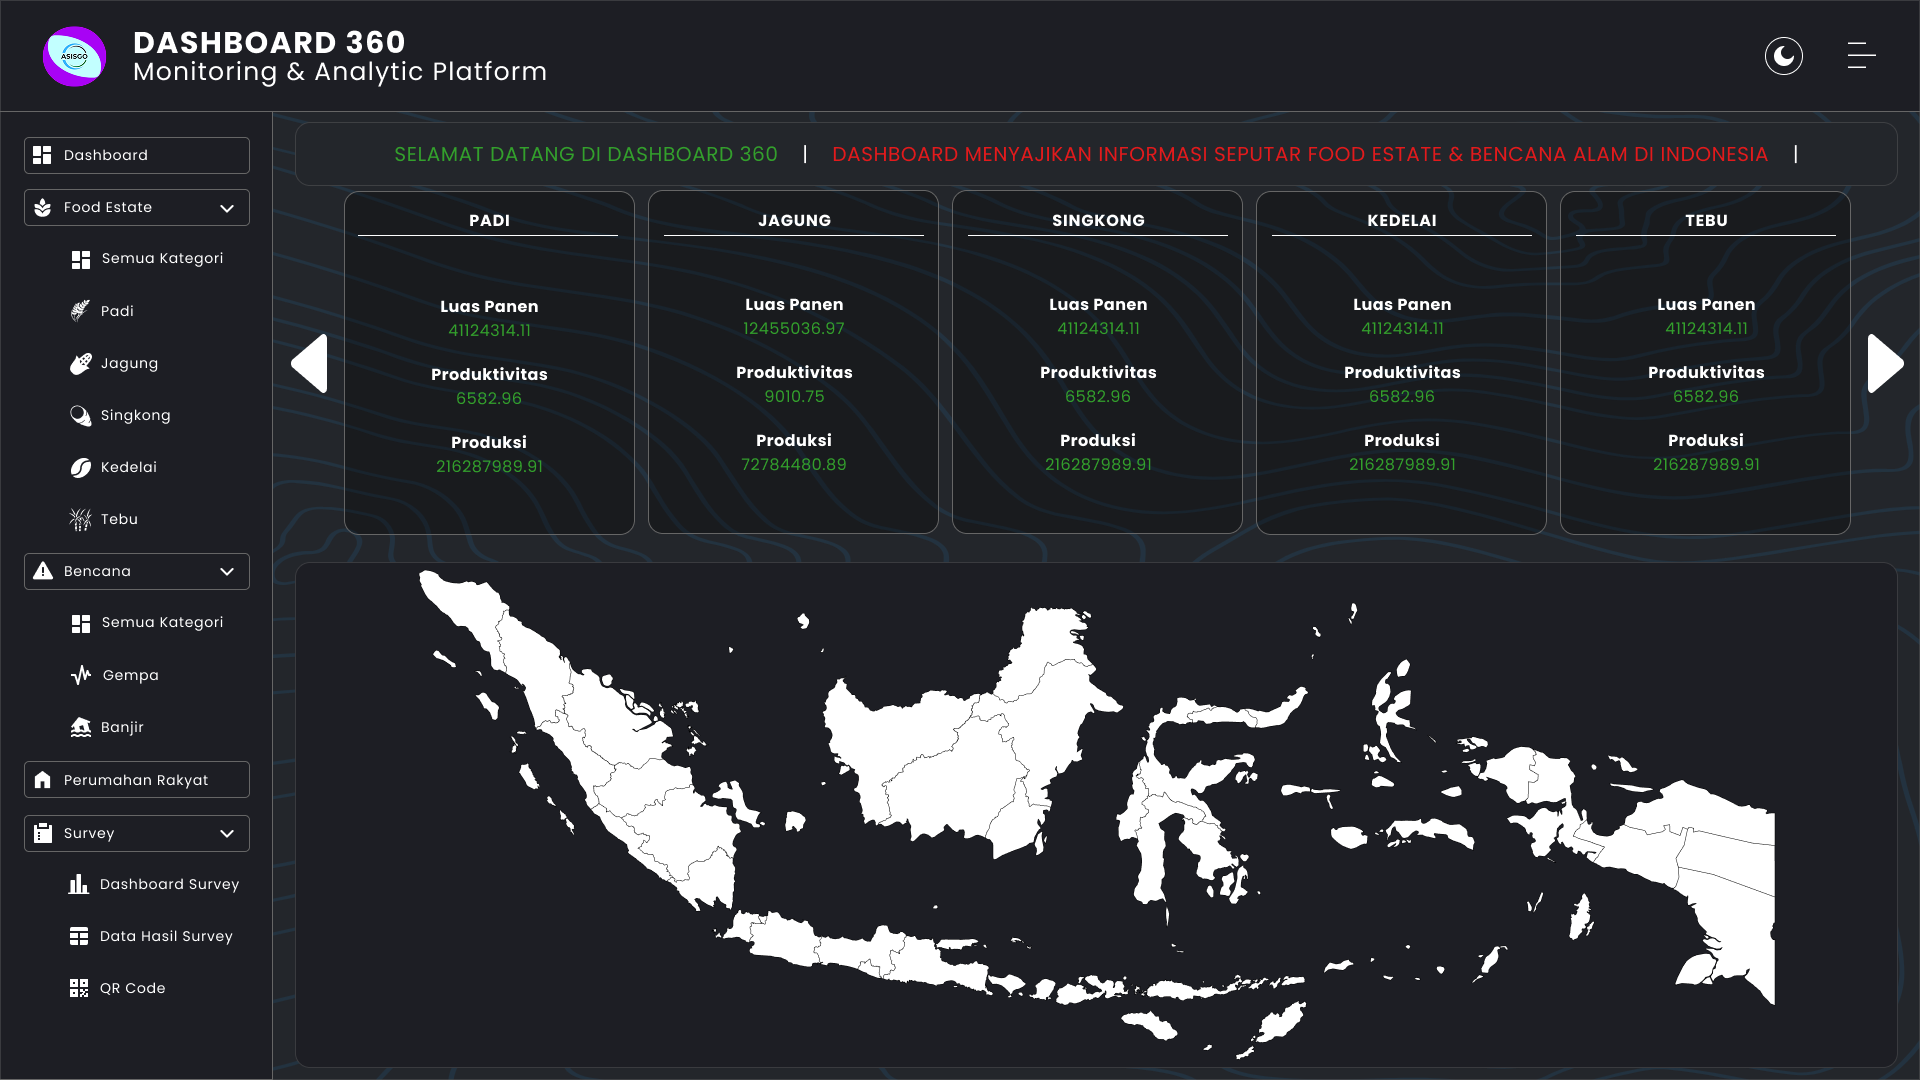 ASISGO
DASHBOARD 360
Monitoring & Analytic Platform
Dashboard
Food Estate
Semua Kategori
Padi
Jagung
Singkong
Kedelai
Tebu
Bencana
Semua Kategori
Gempa
Banjir
Perumahan Rakyat
Survey
Dashboard Survey
Data Hasil Survey
QR Code
SELAMAT DATANG DI DASHBOARD 360 | DASHBOARD MENYAJIKAN INFORMASI SEPUTAR FOOD ESTATE & BENCANA ALAM DI INDONESIA |
PADI
Luas Panen
41124314.11
Produktivitas
6582.96
Produksi
216287989.91
JAGUNG
Luas Panen
12455036.97
Produktivitas
9010.75
Produksi
72784480.89
SINGKONG
Luas Panen
41124314.11
Produktivitas
6582.96
Produksi
216287989.91
KEDELAI
Luas Panen
41124314.11
Produktivitas
6582.96
Produksi
216287989.91
TEBU
Luas Panen
41124314.11
Produktivitas
6582.96
Produksi
216287989.91